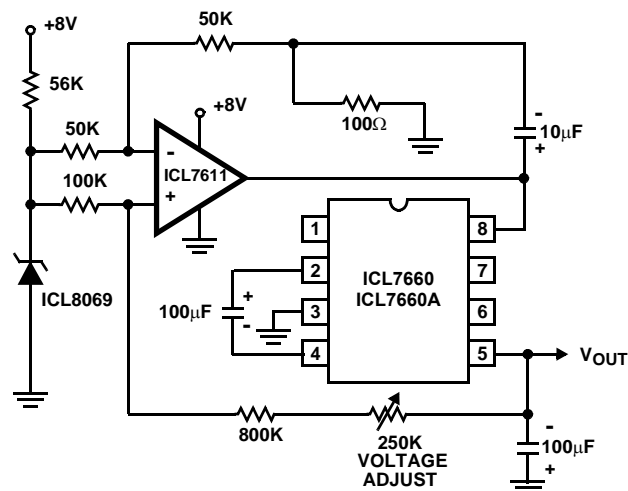 +8V
50K
56K
+8V
50K
100Ω
-
10µF
+
100K
-
+
ICL7611
ICL8069
1
2
3
4
8
7
6
5
ICL7660
ICL7660A
100µF
+
-
VOUT
800K
250K
VOLTAGE
ADJUST
-
100µF
+